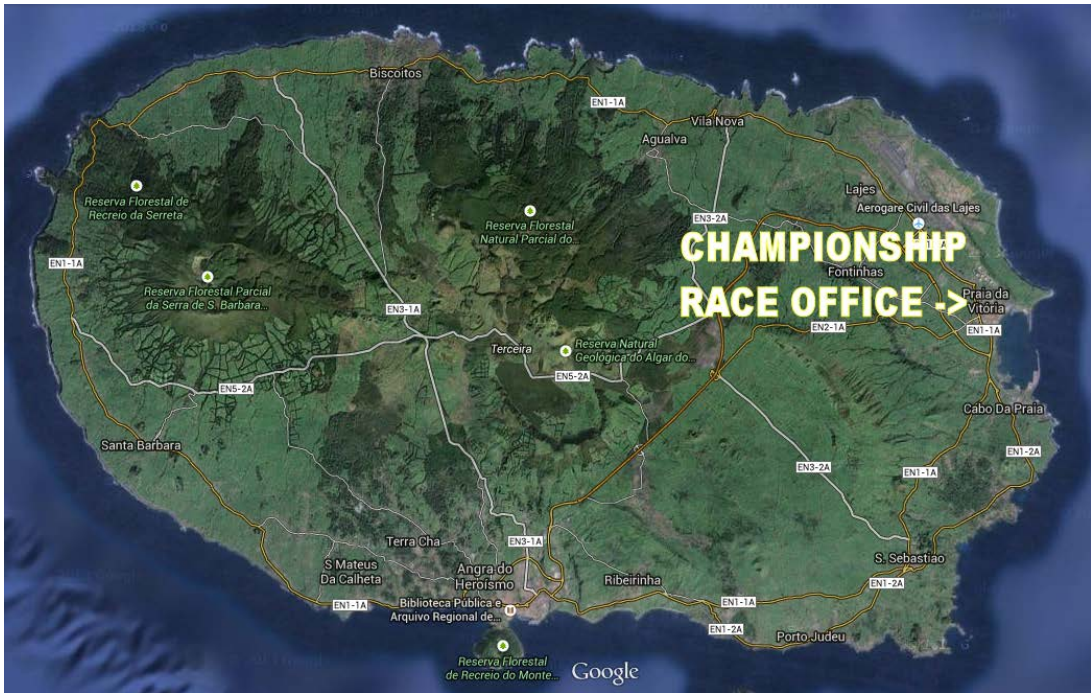 Biscoitos
EN1-1A
Vila Nova
Agualva
Lajes
Reserva Florestal de
Recreio da Serreta
Aerogare Civil das Lajes
Reserva Florestal
Natural Parcial do...
EN3-2A
CHAMPIONSHIP
EN1-1A
Fontinhas
Reserva Florestal Parcial
da Serra de S. Barbara...
RACE OFFICE ->
Praia da
Vitória
EN3-1A
EN2-1A
EN1-1A
Terceira
Reserva Natural
Geológica do Algar do...
EN5-2A
EN5-2A
Cabo Da Praia
Santa Barbara
EN1-2A
EN3-2A
EN1-1A
Terra Cha
EN3-1A
S. Sebastiao
S Mateus
Da Calheta
Angra do
Heroísmo
Ribeirinha
EN1-2A
EN1-1A
Biblioteca Pública e
Arquivo Regional de...
EN1-1A
EN1-2A
Porto Judeu
Reserva Florestal
de Recreio do Monte...
Google